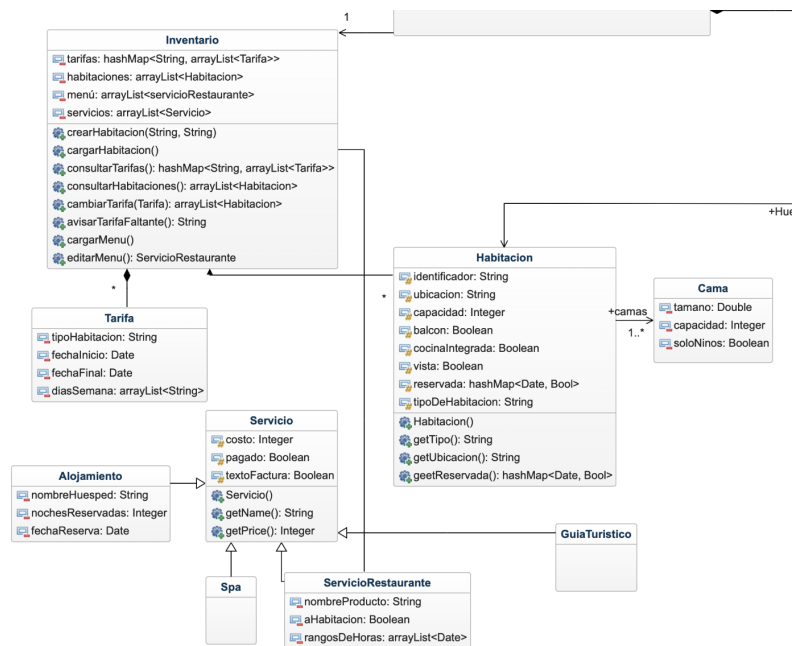 1
Inventario
tarifas: hashMap<String, arrayList<Tarifa>>
habitaciones: arrayList<Habitacion>
menú: arrayList<servicioRestaurante>
servicios: arrayList<Servicio>
crearHabitacion(String, String)
cargarHabitacion()
consultarTarifas(): hashMap<String, arrayList<Tarifa>>
consultarHabitaciones(): arrayList<Habitacion>
cambiarTarifa(Tarifa): arrayList<Habitacion>
avisarTarifaFaltante(): String
cargarMenu()
editarMenu(): ServicioRestaurante
+Hue
*
*
Habitacion
identificador: String
ubicacion: String
capacidad: Integer
balcon: Boolean
cocinaIntegrada: Boolean
vista: Boolean
reservada: hashMap<Date, Bool>
tipoDeHabitacion: String
Habitacion()
getTipo(): String
getUbicacion(): String
geetReservada(): hashMap<Date, Bool>
+camas
1..*
Cama
tamano: Double
capacidad: Integer
soloNinos: Boolean
Tarifa
tipoHabitacion: String
fechaInicio: Date
fechaFinal: Date
diasSemana: arrayList<String>
Servicio
costo: Integer
pagado: Boolean
textoFactura: Boolean
Servicio()
getName(): String
getPrice(): Integer
Alojamiento
nombreHuesped: String
nochesReservadas: Integer
fechaReserva: Date
GuiaTuristico
Spa
ServicioRestaurante
nombreProducto: String
aHabitacion: Boolean
rangosDeHoras: arrayList<Date>